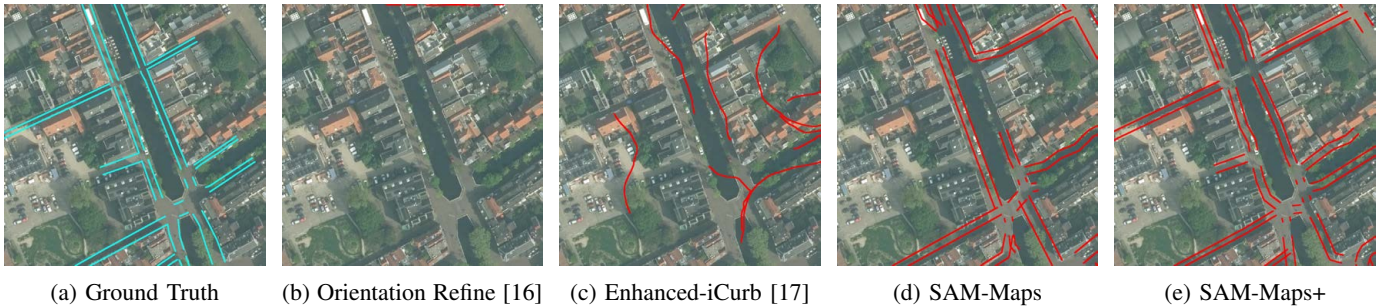 (a) Ground Truth
(b) Orientation Refine [16]
(c) Enhanced-iCurb [17]
(d) SAM-Maps
(e) SAM-Maps+